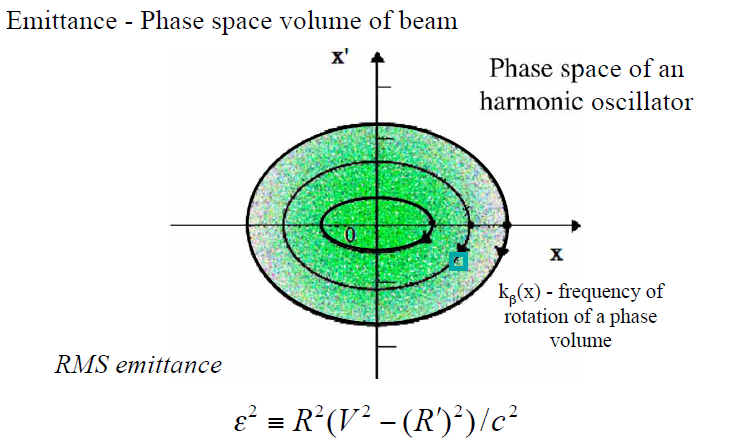 Emittance - Phase space volume of beam
x'
Phase space of an
harmonic oscillator
0
x
kβ(x) - frequency of
rotation of a phase
volume
RMS emittance
ε² ≡ R²(V² − (R′)²)/c²